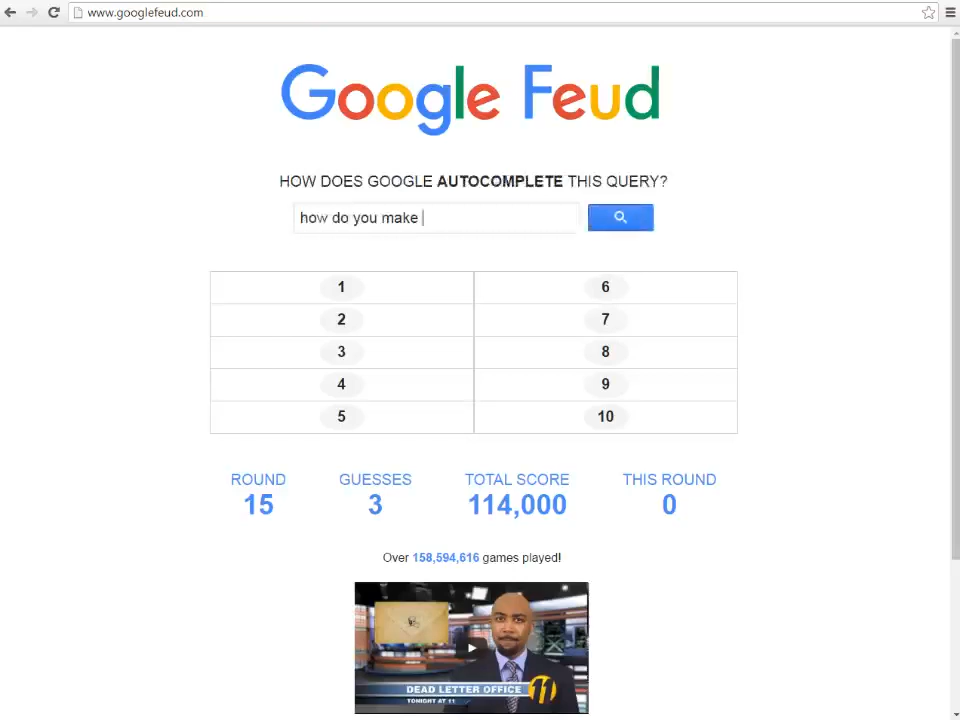 www.googlefeud.com
Google Feud
HOW DOES GOOGLE AUTOCOMPLETE THIS QUERY?
how do you make
1 6
2 7
3 8
4 9
5 10
ROUND GUESSES TOTAL SCORE THIS ROUND
15 3 114,000 0
Over 158,594,616 games played!
DEAD LETTER OFFICE 11
TONIGHT AT 11